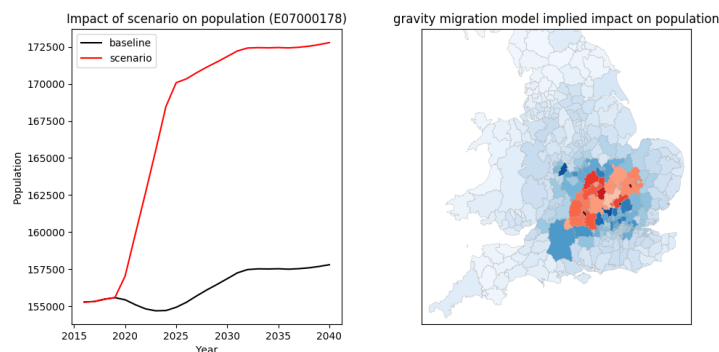 Impact of scenario on population (E07000178)
baseline
scenario
Population
172500
170000
167500
165000
162500
160000
157500
155000
2015
2020
2025
2030
2035
2040
Year
gravity migration model implied impact on population